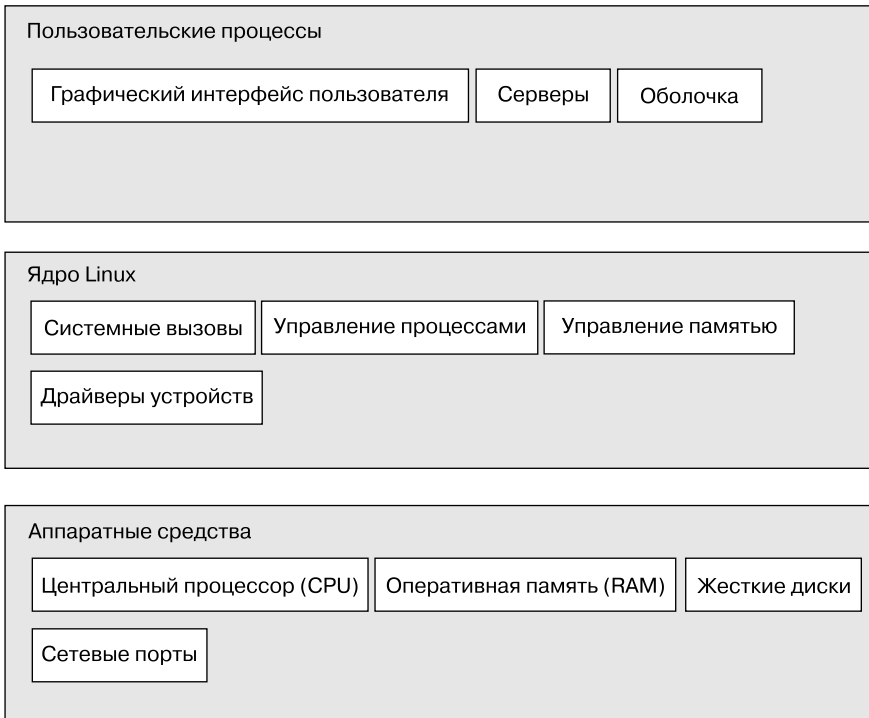 Пользовательские процессы
Графический интерфейс пользователя
Серверы
Оболочка
Ядро Linux
Системные вызовы
Управление процессами
Управление памятью
Драйверы устройств
Аппаратные средства
Центральный процессор (CPU)
Оперативная память (RAM)
Жесткие диски
Сетевые порты